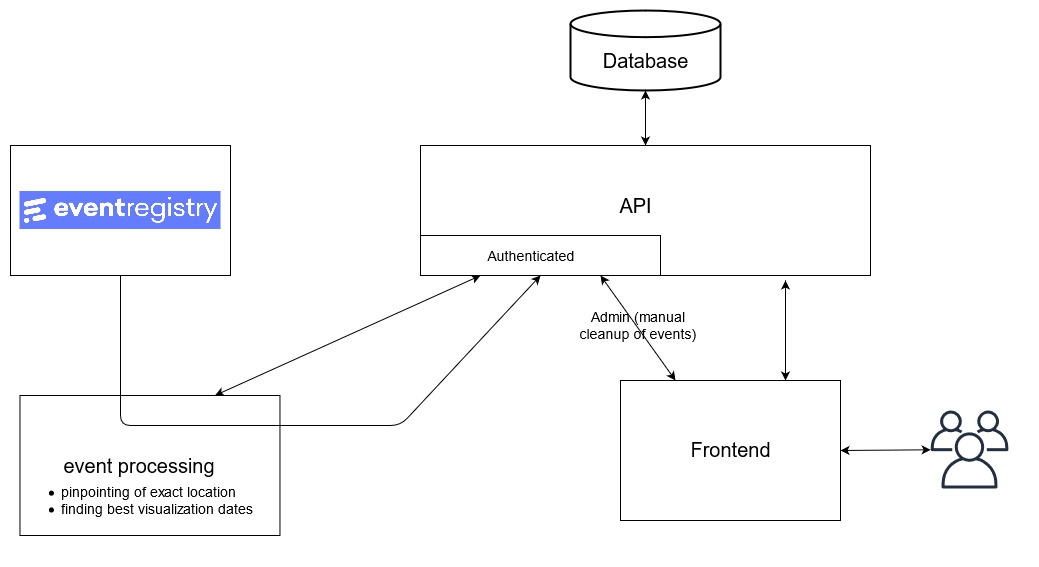 Database
eventregistry
API
Authenticated
Admin (manual
cleanup of events)
event processing
• pinpointing of exact location
• finding best visualization dates
Frontend